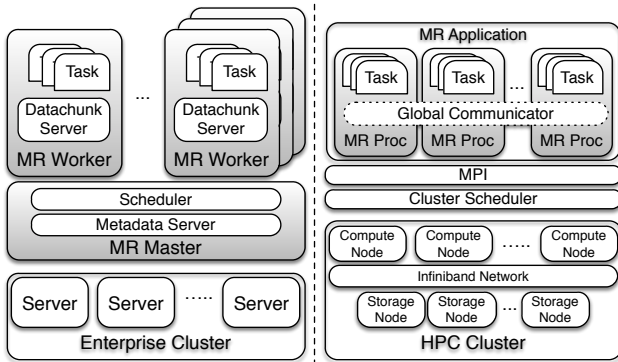 Task
Datachunk
Server
MR Worker
...
Task
Datachunk
Server
MR Worker
Scheduler
Metadata Server
MR Master
Server
Server
.....
Server
Enterprise Cluster
MR Application
Task
Task
...
Task
Global Communicator
MR Proc
MR Proc
MR Proc
MPI
Cluster Scheduler
Compute
Node
Compute
Node
.....
Compute
Node
Infiniband Network
Storage
Node
Storage
Node
...
Storage
Node
HPC Cluster